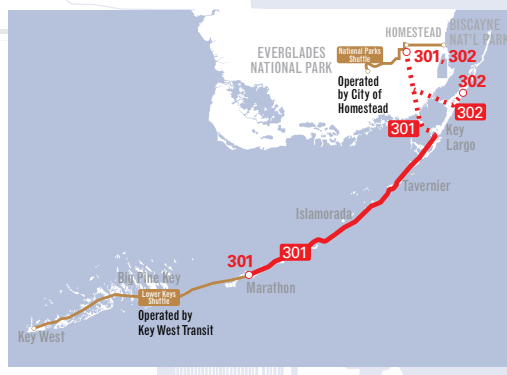 HOMESTEAD
BISCAYNE
NAT'L PARK
EVERGLADES
NATIONAL PARK
National Parks
Shuttle
301, 302
Operated
by City of
Homestead
302
302
301
Key
Largo
Tavernier
Islamorada
301
301
Marathon
Big Pine Key
Lower Keys
Shuttle
Operated by
Key West Transit
Key West